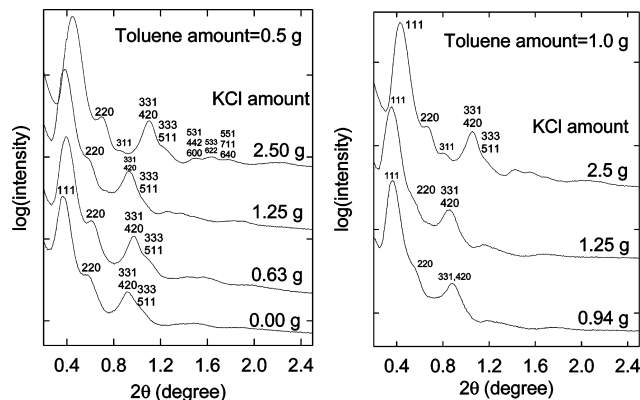 Toluene amount=0.5 g
KCl amount
220
311
331
420
333
511
531
442
600
533
622
551
711
640
2.50 g
220
331
420
333
511
1.25 g
111
220
331
420
333
511
0.63 g
220
331
420
333
511
0.00 g
log(intensity)
0.4 0.8 1.2 1.6 2.0 2.4
2θ (degree)
111
Toluene amount=1.0 g
KCl amount
220
311
331
420
333
511
2.5 g
111
220
331
420
1.25 g
111
220
331,420
0.94 g
log(intensity)
0.4 0.8 1.2 1.6 2.0 2.4
2θ (degree)